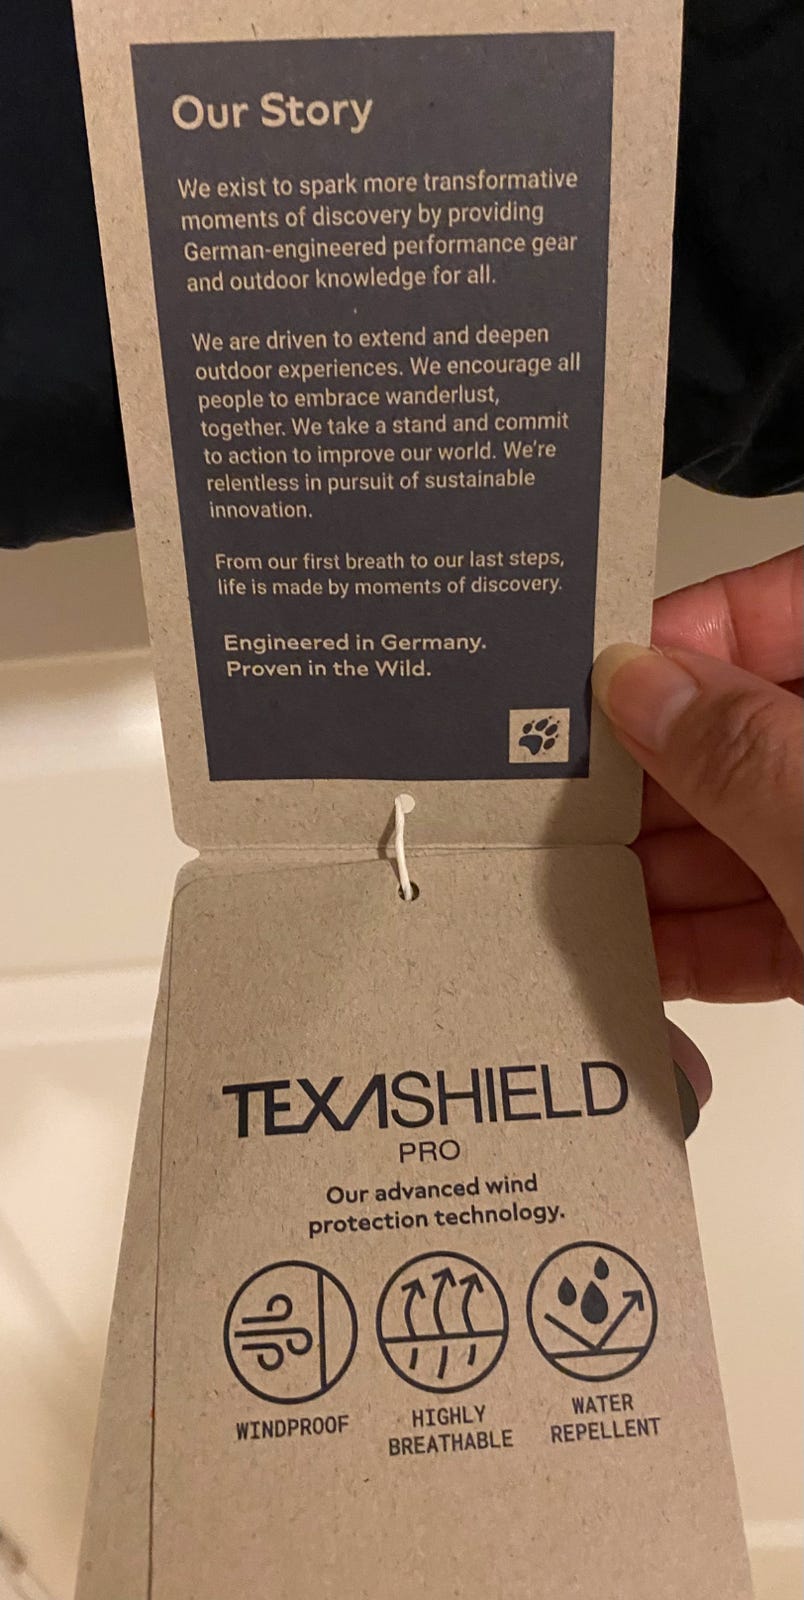 Our Story
We exist to spark more transformative
moments of discovery by providing
German-engineered performance gear
and outdoor knowledge for all.
We are driven to extend and deepen
outdoor experiences. We encourage all
people to embrace wanderlust,
together. We take a stand and commit
to action to improve our world. We're
relentless in pursuit of sustainable
innovation.
From our first breath to our last steps,
life is made by moments of discovery.
Engineered in Germany.
Proven in the Wild.
TEXASHIELD
PRO
Our advanced wind
protection technology.
WINDPROOF
HIGHLY
BREATHABLE
WATER
REPELLENT